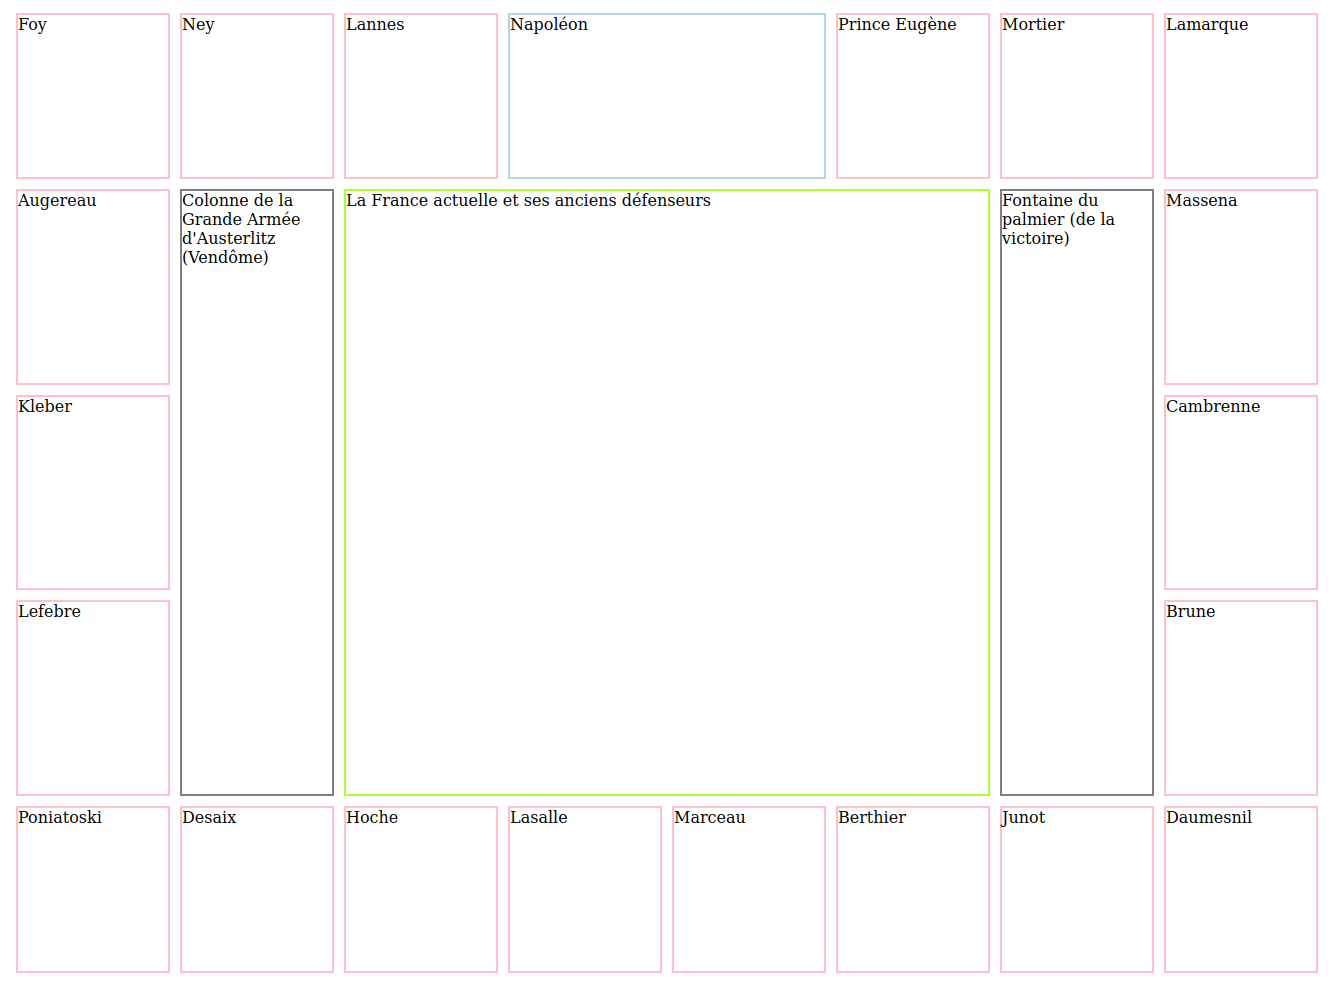 Foy
Ney
Lannes
Napoléon
Prince Eugène
Mortier
Lamarque
Augereau
Colonne de la
Grande Armée
d'Austerlitz
(Vendôme)
La France actuelle et ses anciens défenseurs
Fontaine du
palmier (de la
victoire)
Massena
Kleber
Cambrenne
Lefebre
Brune
Poniatoski
Desaix
Hoche
Lasalle
Marceau
Berthier
Junot
Daumesnil